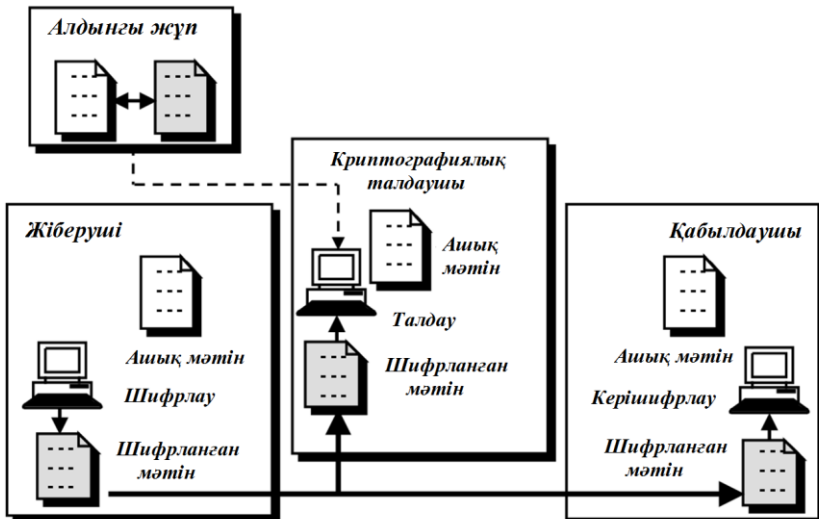 Алдынғы жұп
Криптографиялық
талдаушы
Ашық
мәтін
Талдау
Шифрланған
мәтін
Жіберуші
Ашық мәтін
Шифрлау
Шифрланған
мәтін
Қабылдаушы
Ашық мәтін
Керішифрлау
Шифрланған
мәтін